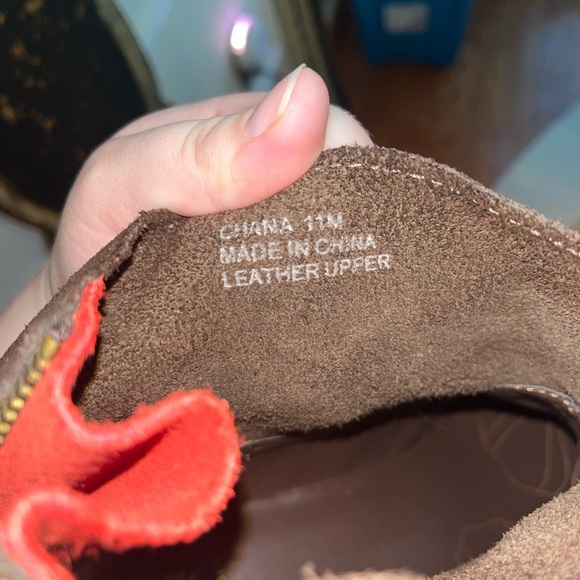 CHANA 11M
MADE IN CHINA
LEATHER UPPER